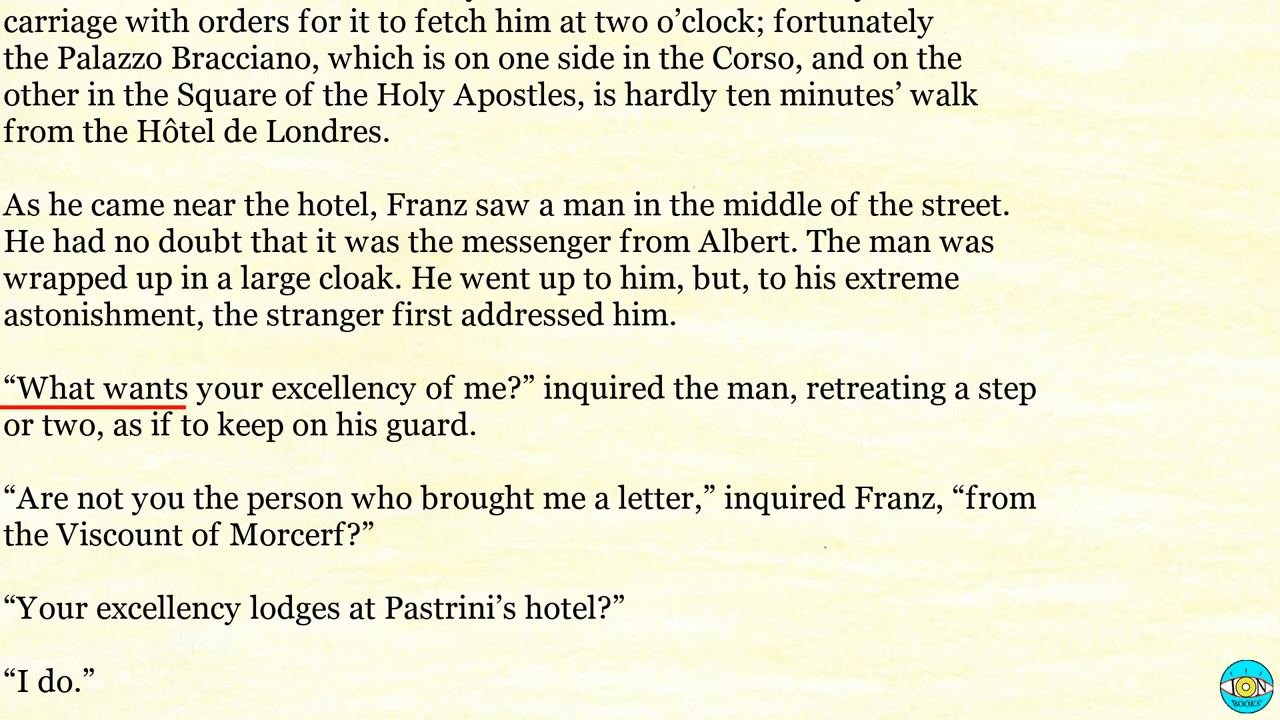 carriage with orders for it to fetch him at two o’clock; fortunately
the Palazzo Bracciano, which is on one side in the Corso, and on the
other in the Square of the Holy Apostles, is hardly ten minutes’ walk
from the Hôtel de Londres.
As he came near the hotel, Franz saw a man in the middle of the street.
He had no doubt that it was the messenger from Albert. The man was
wrapped up in a large cloak. He went up to him, but, to his extreme
astonishment, the stranger first addressed him.
“What wants your excellency of me?” inquired the man, retreating a step
or two, as if to keep on his guard.
“Are not you the person who brought me a letter,” inquired Franz, “from
the Viscount of Morcerf?”
“Your excellency lodges at Pastrini’s hotel?”
“I do.”
ION
BOOKS